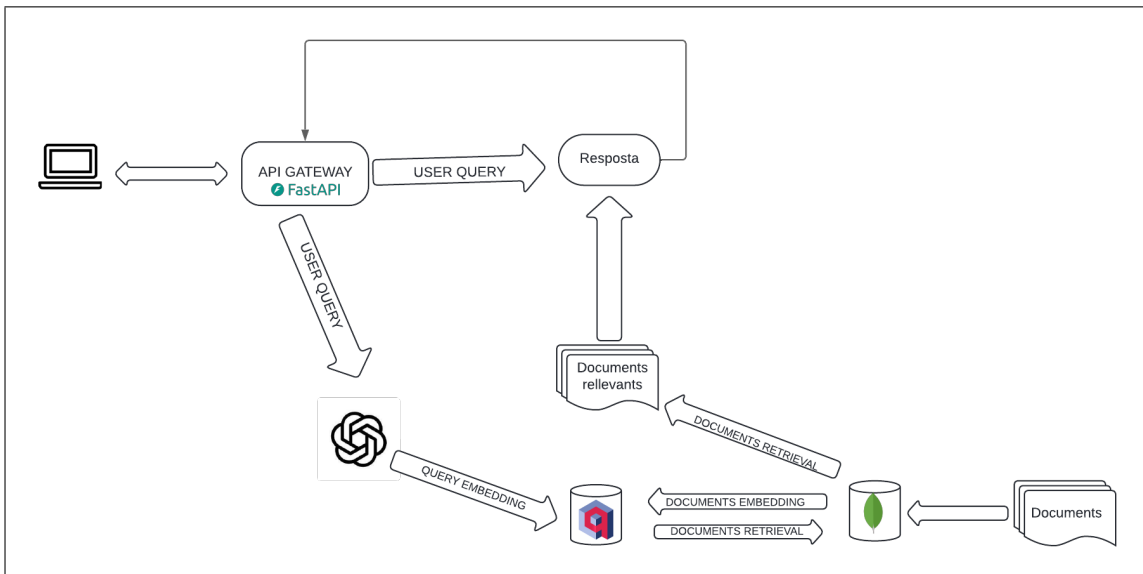 API GATEWAY
FastAPI
USER QUERY
Resposta
USER QUERY
Documents
rellevants
DOCUMENTS RETRIEVAL
QUERY EMBEDDING
DOCUMENTS EMBEDDING
DOCUMENTS RETRIEVAL
Documents